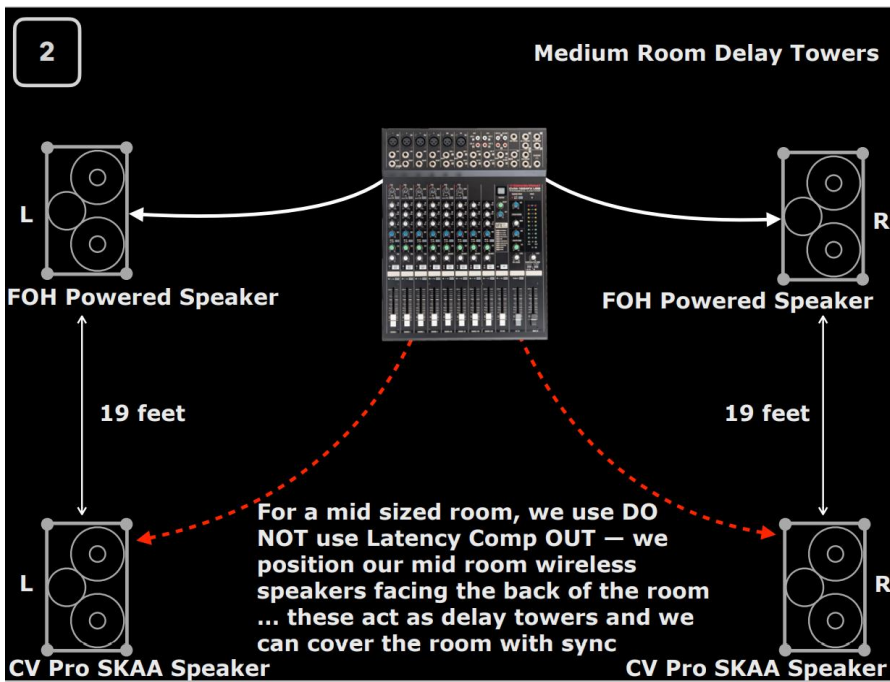 2
Medium Room Delay Towers
L
R
FOH Powered Speaker
FOH Powered Speaker
19 feet
19 feet
For a mid sized room, we use DO
NOT use Latency Comp OUT — we
position our mid room wireless
speakers facing the back of the room
... these act as delay towers and we
can cover the room with sync
L
R
CV Pro SKAA Speaker
CV Pro SKAA Speaker